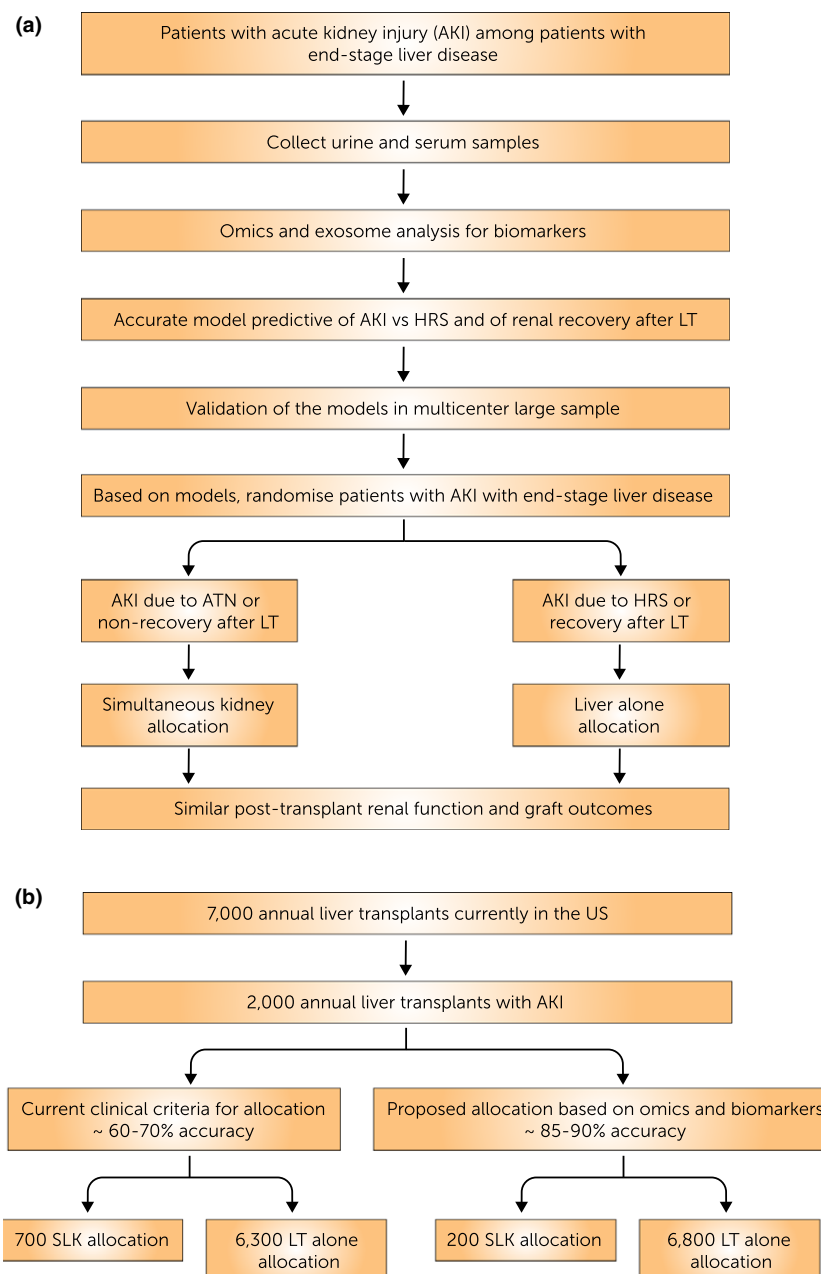 (a)
Patients with acute kidney injury (AKI) among patients with
end-stage liver disease
Collect urine and serum samples
Omics and exosome analysis for biomarkers
Accurate model predictive of AKI vs HRS and of renal recovery after LT
Validation of the models in multicenter large sample
Based on models, randomise patients with AKI with end-stage liver disease
AKI due to ATN or
non-recovery after LT
AKI due to HRS or
recovery after LT
Simultaneous kidney
allocation
Liver alone
allocation
Similar post-transplant renal function and graft outcomes
(b)
7,000 annual liver transplants currently in the US
2,000 annual liver transplants with AKI
Current clinical criteria for allocation
~ 60-70% accuracy
Proposed allocation based on omics and biomarkers
~ 85-90% accuracy
700 SLK allocation
6,300 LT alone
allocation
200 SLK allocation
6,800 LT alone
allocation